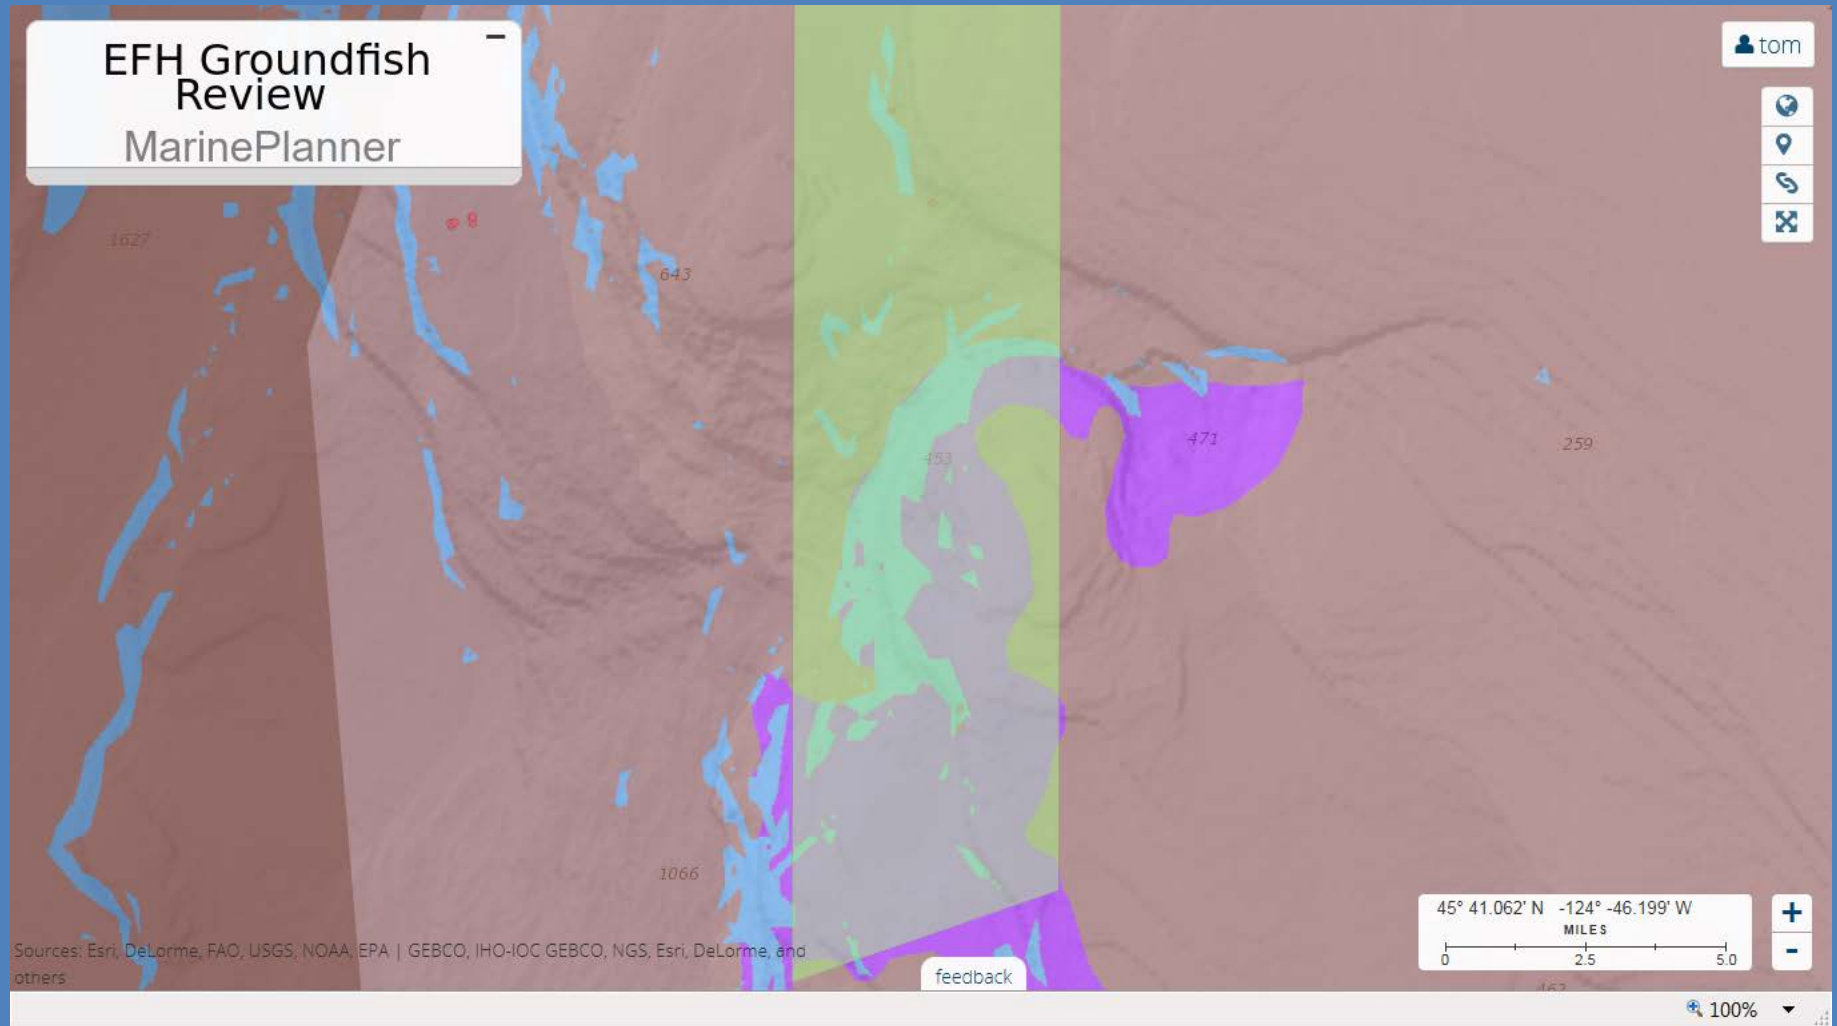 EFH Groundfish
Review
MarinePlanner
tom
1627
8
643
471
259
453
1066
45° 41.062' N -124° -46.199' W
MILES
0 2.5 5.0
+
-
Sources: Esri, DeLorme, FAO, USGS, NOAA, EPA | GEBCO, IHO-IOC GEBCO, NGS, Esri, DeLorme, and
others
feedback
100%